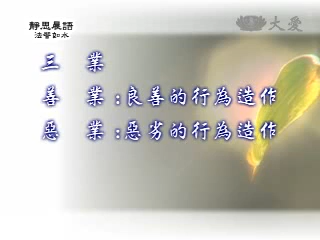 靜思晨語
法譬如水
大愛
三業
善業:良善的行為造作
惡業:惡劣的行為造作